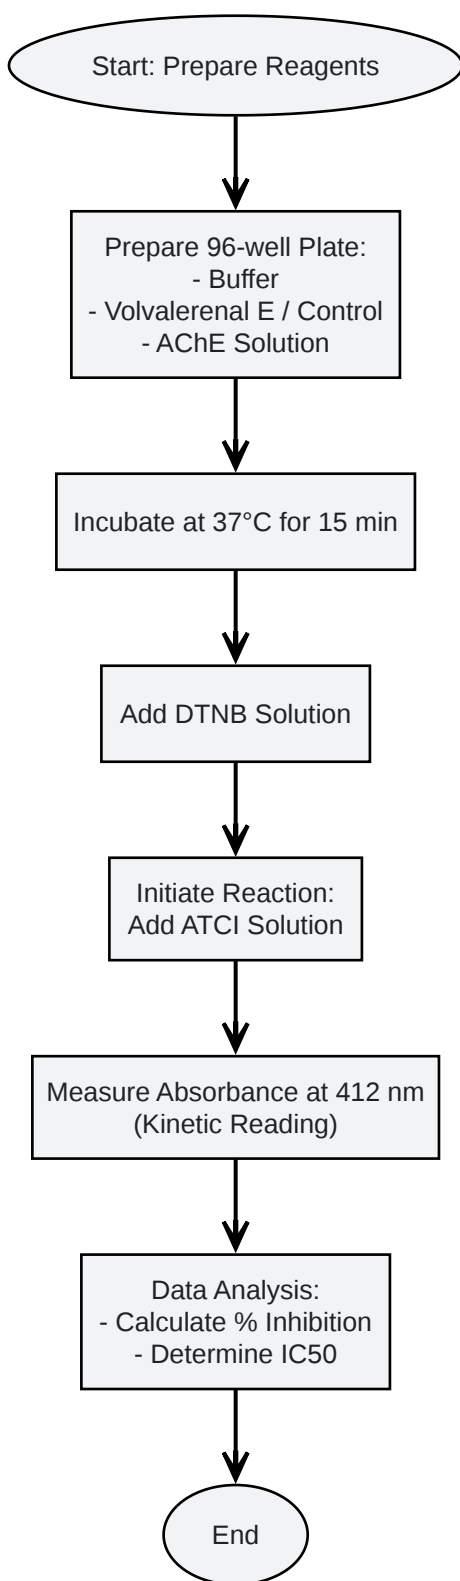 Start: Prepare Reagents
Prepare 96-well Plate:
- Buffer
- Volvalerenal E / Control
- AChE Solution
Incubate at 37°C for 15 min
Add DTNB Solution
Initiate Reaction:
Add ATCI Solution
Measure Absorbance at 412 nm
(Kinetic Reading)
Data Analysis:
- Calculate % Inhibition
- Determine IC50
End